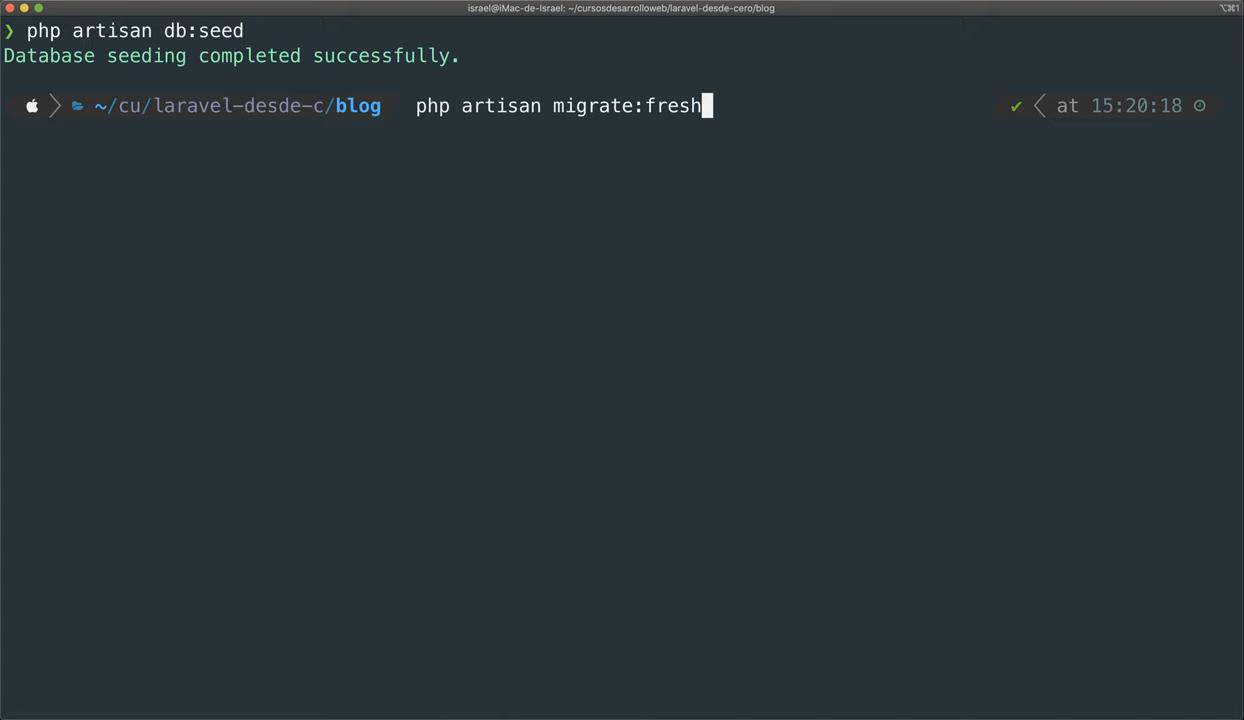 israel@iMac-de-Israel: ~/cursosdesarrolloweb/laravel-desde-cero/blog
⌥⌘1
❯ php artisan db:seed
Database seeding completed successfully.
~/cu/laravel-desde-c/blog php artisan migrate:fresh ✔ at 15:20:18